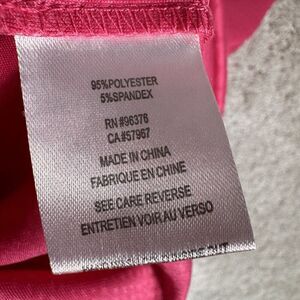 95%POLYESTER
5%SPANDEX
RN#96376
CA#57967
MADE IN CHINA
FABRIQUE EN CHINE
SEE CARE REVERSE
ENTRETIEN VOIR AU VERSO